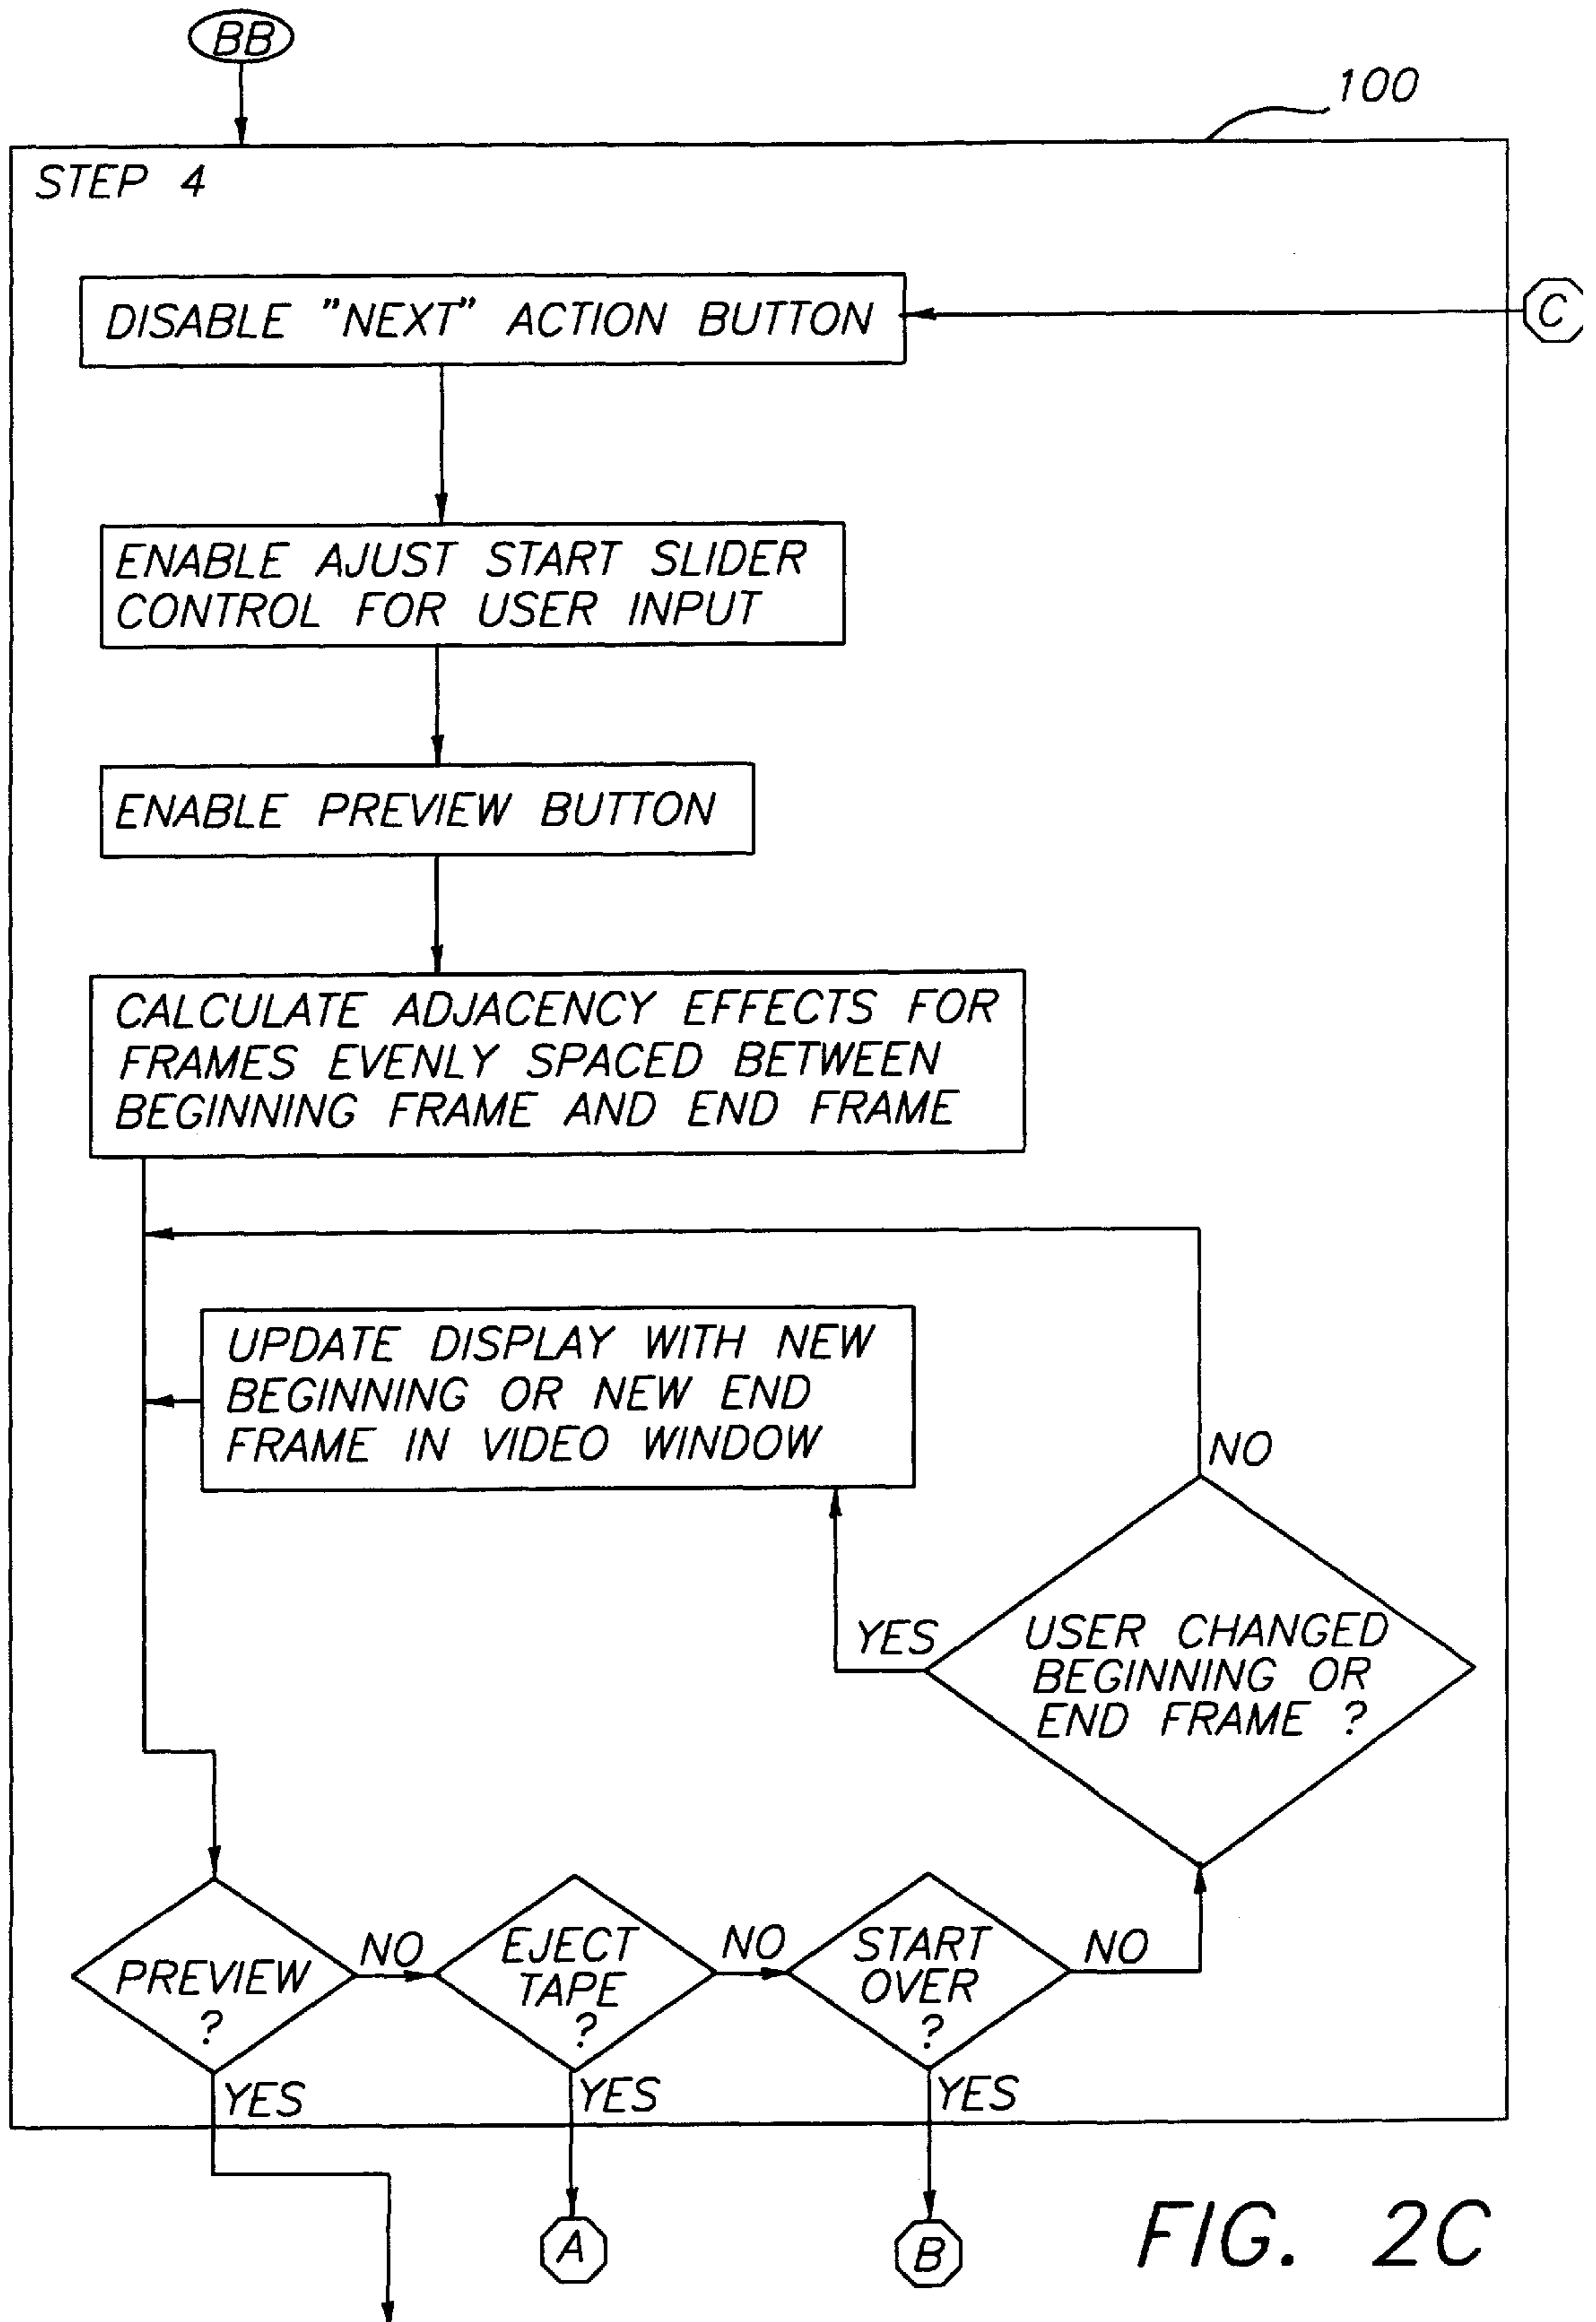 BB
100
STEP 4
DISABLE "NEXT" ACTION BUTTON
C
ENABLE AJUST START SLIDER
CONTROL FOR USER INPUT
ENABLE PREVIEW BUTTON
CALCULATE ADJACENCY EFFECTS FOR
FRAMES EVENLY SPACED BETWEEN
BEGINNING FRAME AND END FRAME
UPDATE DISPLAY WITH NEW
BEGINNING OR NEW END
FRAME IN VIDEO WINDOW
NO
YES
USER CHANGED
BEGINNING OR
END FRAME ?
PREVIEW
?
NO
EJECT
TAPE
?
NO
START
OVER
?
NO
YES
YES
YES
A
B
FIG. 2C